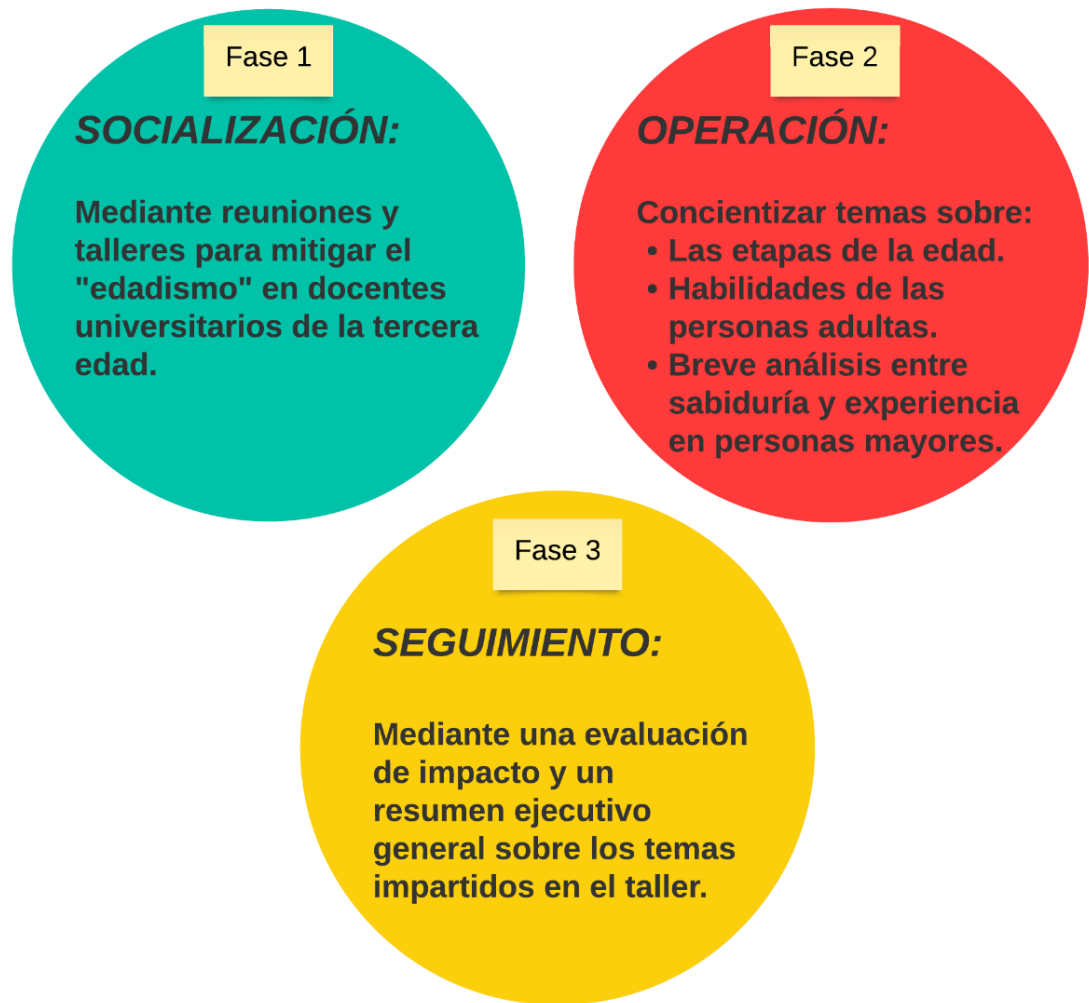 Fase 1
SOCIALIZACIÓN:
Mediante reuniones y
talleres para mitigar el
"edadismo" en docentes
universitarios de la tercera
edad.
Fase 2
OPERACIÓN:
Concientizar temas sobre:
• Las etapas de la edad.
• Habilidades de las
personas adultas.
• Breve análisis entre
sabiduría y experiencia
en personas mayores.
Fase 3
SEGUIMIENTO:
Mediante una evaluación
de impacto y un
resumen ejecutivo
general sobre los temas
impartidos en el taller.